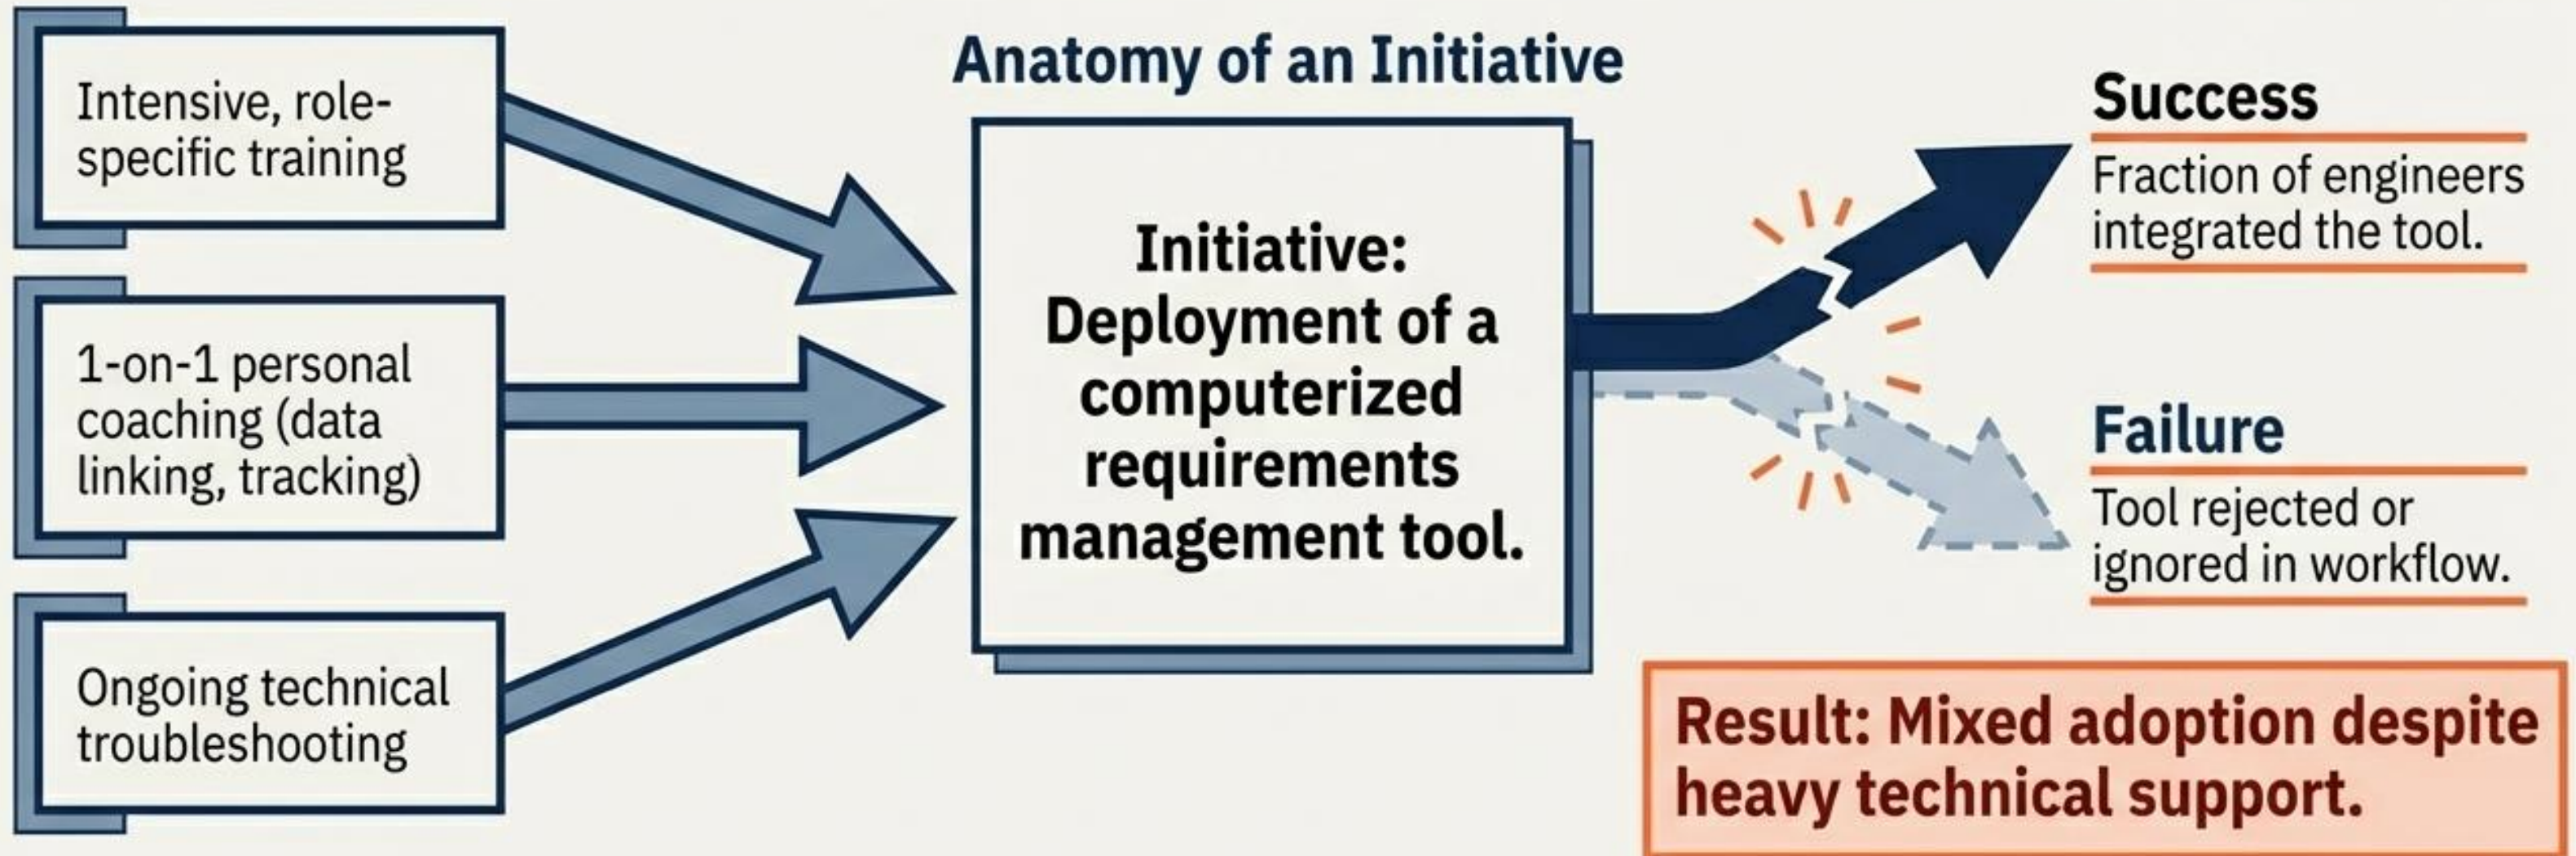 Anatomy of an Initiative
Intensive, role-
specific training
1-on-1 personal
coaching (data
linking, tracking)
Ongoing technical
troubleshooting
Initiative:
Deployment of a
computerized
requirements
management tool.
Success
Fraction of engineers
integrated the tool.
Failure
Tool rejected or
ignored in workflow.
Result: Mixed adoption despite
heavy technical support.